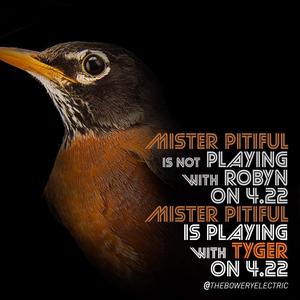 MISTER PITIFUL
IS NOT PLAYING
WITH ROBYN
ON 4.22
MISTER PITIFUL
IS PLAYING
WITH TYGER
ON 4.22
@THEBOWERYELECTRIC